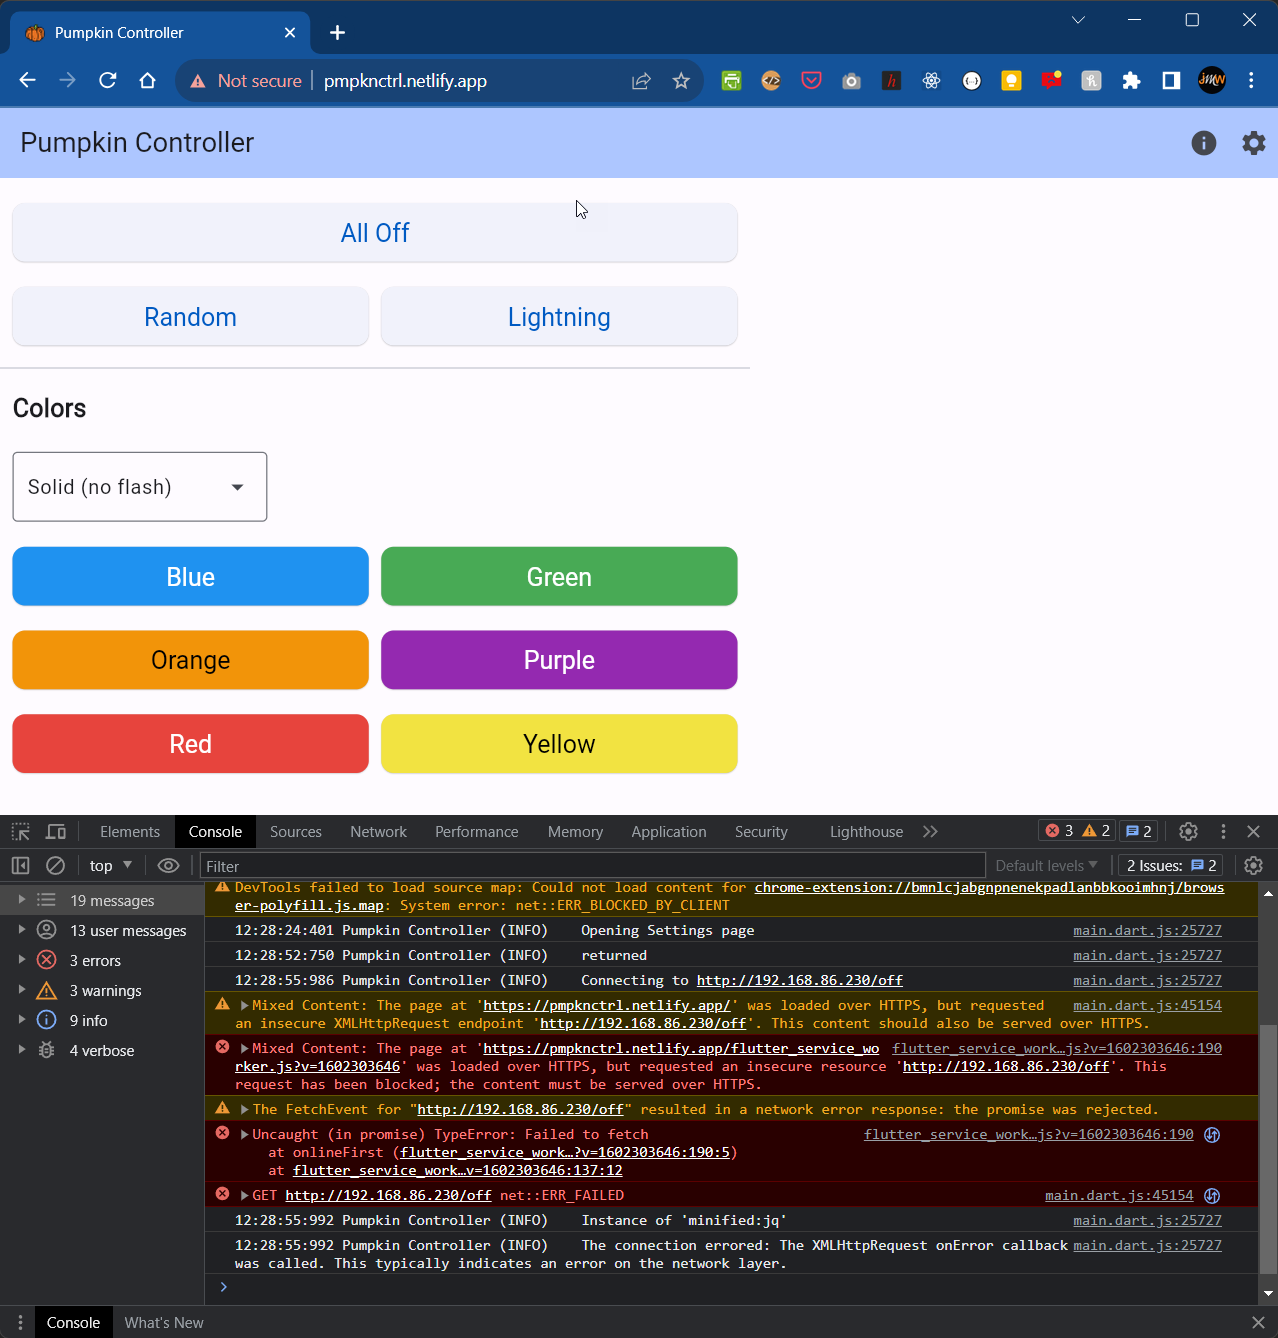 Pumpkin Controller
Not secure
pmpknctrl.netlify.app
Pumpkin Controller
All Off
Random
Lightning
Colors
Solid (no flash)
Blue
Green
Orange
Purple
Red
Yellow
Elements
Console
Sources
Network
Performance
Memory
Application
Security
Lighthouse
3
2
2
top
Filter
Default levels
2 Issues:
2
19 messages
13 user messages
3 errors
3 warnings
9 info
4 verbose
DevTools failed to load source map: Could not load content for chrome-extension://bmnlcjabgnpnenekpadlanbbkooimhnj/brows
er-polyfill.js.map: System error: net::ERR_BLOCKED_BY_CLIENT
12:28:24:401 Pumpkin Controller (INFO) Opening Settings page main.dart.js:25727
12:28:52:750 Pumpkin Controller (INFO) returned main.dart.js:25727
12:28:55:986 Pumpkin Controller (INFO) Connecting to http://192.168.86.230/off main.dart.js:25727
Mixed Content: The page at 'https://pmpknctrl.netlify.app/' was loaded over HTTPS, but requested main.dart.js:45154
an insecure XMLHttpRequest endpoint 'http://192.168.86.230/off'. This content should also be served over HTTPS.
Mixed Content: The page at 'https://pmpknctrl.netlify.app/flutter_service_wo flutter_service_work…js?v=1602303646:190
rker.js?v=1602303646' was loaded over HTTPS, but requested an insecure resource 'http://192.168.86.230/off'. This
request has been blocked; the content must be served over HTTPS.
The FetchEvent for "http://192.168.86.230/off" resulted in a network error response: the promise was rejected.
Uncaught (in promise) TypeError: Failed to fetch flutter_service_work…js?v=1602303646:190
at onlineFirst (flutter_service_work…?v=1602303646:190:5)
at flutter_service_work…v=1602303646:137:12
GET http://192.168.86.230/off net::ERR_FAILED main.dart.js:45154
12:28:55:992 Pumpkin Controller (INFO) Instance of 'minified:jq' main.dart.js:25727
12:28:55:992 Pumpkin Controller (INFO) The connection errored: The XMLHttpRequest onError callback main.dart.js:25727
was called. This typically indicates an error on the network layer.
Console
What's New